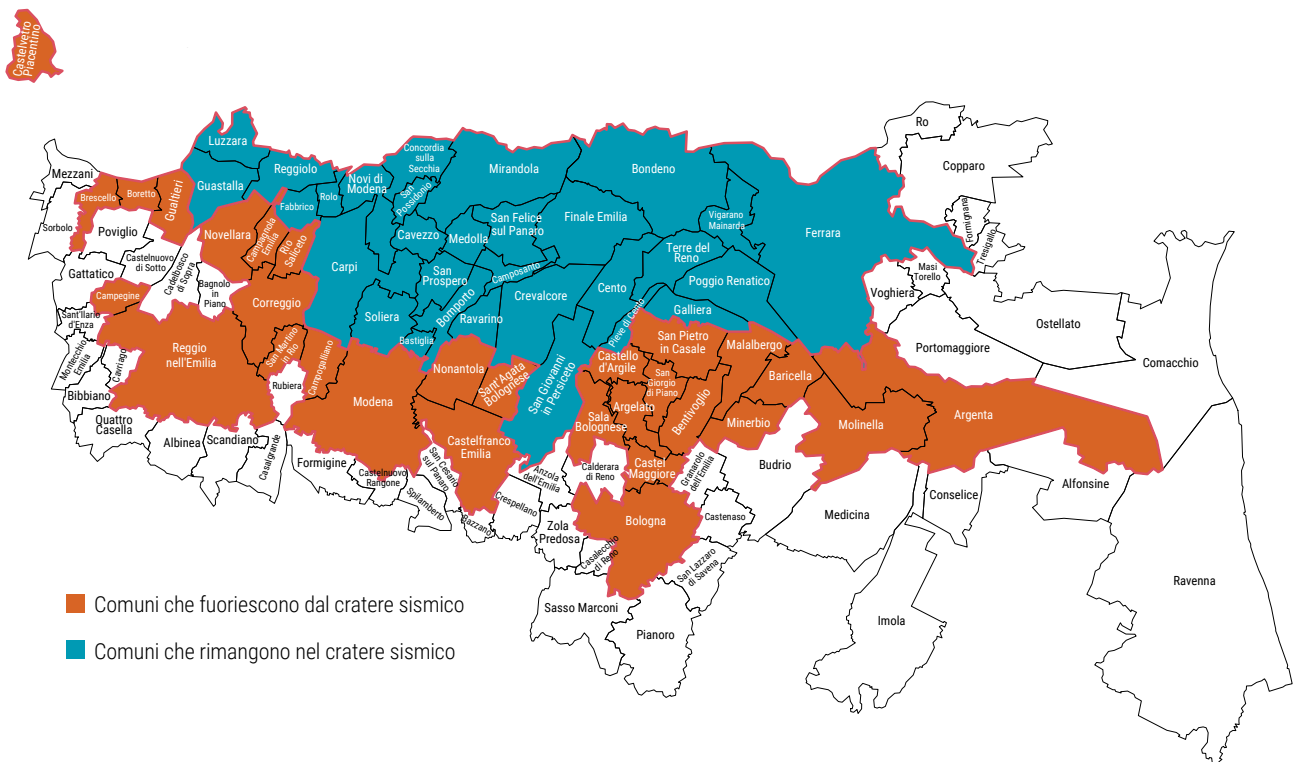 Castelvetro
Piacentino
Ro
Copparo
Luzzara
Concordia
sulla
Secchia
Mirandola
Bondeno
Mezzani
Reggiolo
Novi di
Modena
Guastalla
Boretto
Brescello
Gualtieri
Fabbrico
Rolo
San
Possidonio
San Felice
sul Panaro
Finale Emilia
Vigarano
Mainarda
Formignana
Tresigallo
Sorbolo
Poviglio
Novellara
Campagnola
Emilia
Rio
Saliceto
Cavezzo
Medolla
Ferrara
Terre del
Reno
Castelnuovo
di Sotto
Cadelbosco
di Sopra
Bagnolo
in
Piano
Carpi
San
Prospero
Camposanto
Masi
Torello
Gattatico
Poggio Renatico
Voghiera
Campegine
Correggio
Bomporto
Crevalcore
Cento
Sant'Ilario
d'Enza
Soliera
Ravarino
Pieve di Cento
Galliera
Ostellato
Bastiglia
San Pietro
in Casale
Malalbergo
Portomaggiore
Montecchio
Emilia
Cavriago
Reggio
nell'Emilia
San Martino
in Rio
Campogalliano
Nonantola
Sant'Agata
Bolognese
San Giovanni
in Persiceto
Castello
d'Argile
Comacchio
San
Giorgio
di Piano
Baricella
Rubiera
Bibbiano
Modena
Argelato
Bentivoglio
Quattro
Casella
Sala
Bolognese
Minerbio
Molinella
Argenta
Albinea
Scandiano
Casalgrande
Castelfranco
Emilia
Formigine
Castelnuovo
Rangone
San Cesario
sul Panaro
Spilamberto
Bazzano
Crespellano
Anzola
dell'Emilia
Calderara
di Reno
Castel
Maggiore
Granarolo
dell'Emilia
Budrio
Alfonsine
Conselice
Medicina
Castenaso
Bologna
Zola
Predosa
Casalecchio
di Reno
San Lazzaro
di Savena
Ravenna
Sasso Marconi
Pianoro
Imola
Comuni che fuoriescono dal cratere sismico
Comuni che rimangono nel cratere sismico